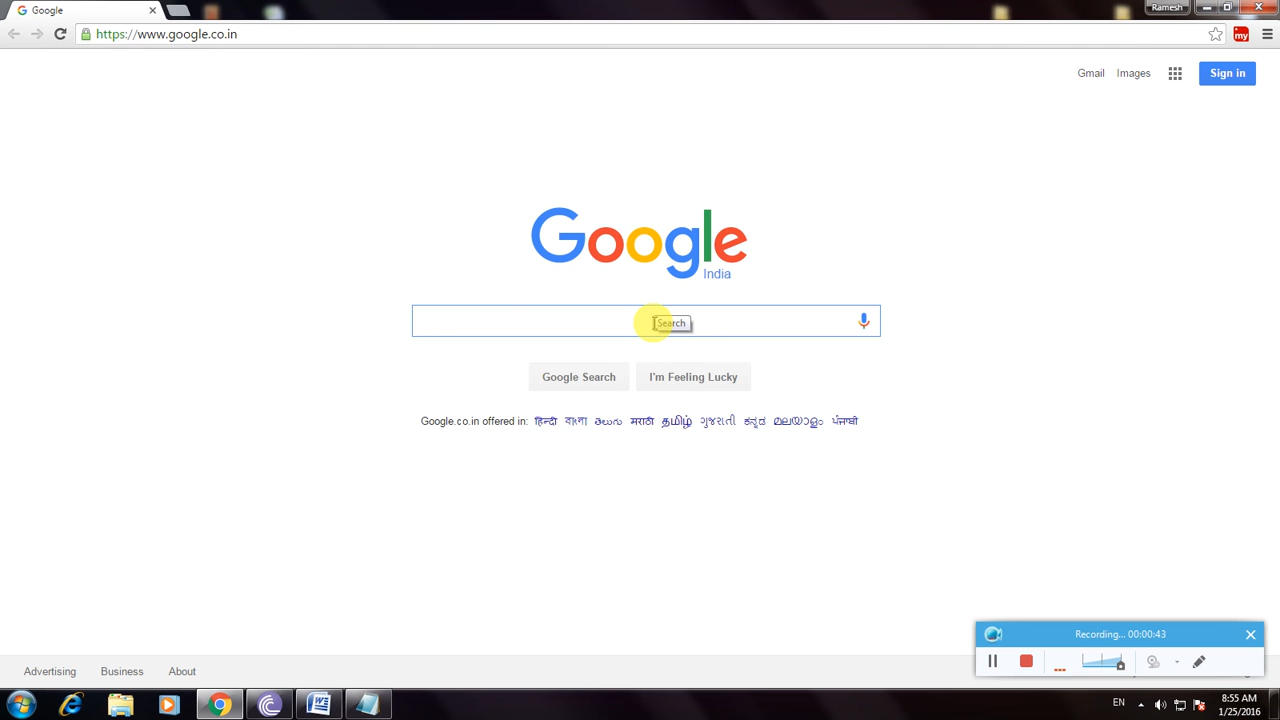 Google
Ramesh
https://www.google.co.in
my
Gmail Images Sign in
Google
India
Search
Google Search I'm Feeling Lucky
Google.co.in offered in: हिन्दी বাংলা తెలుగు मराठी தமிழ் ગુજરાતી ಕನ್ನಡ മലയാളം ਪੰਜਾਬੀ
Recording... 00:00:43
Advertising Business About
EN
8:55 AM
1/25/2016